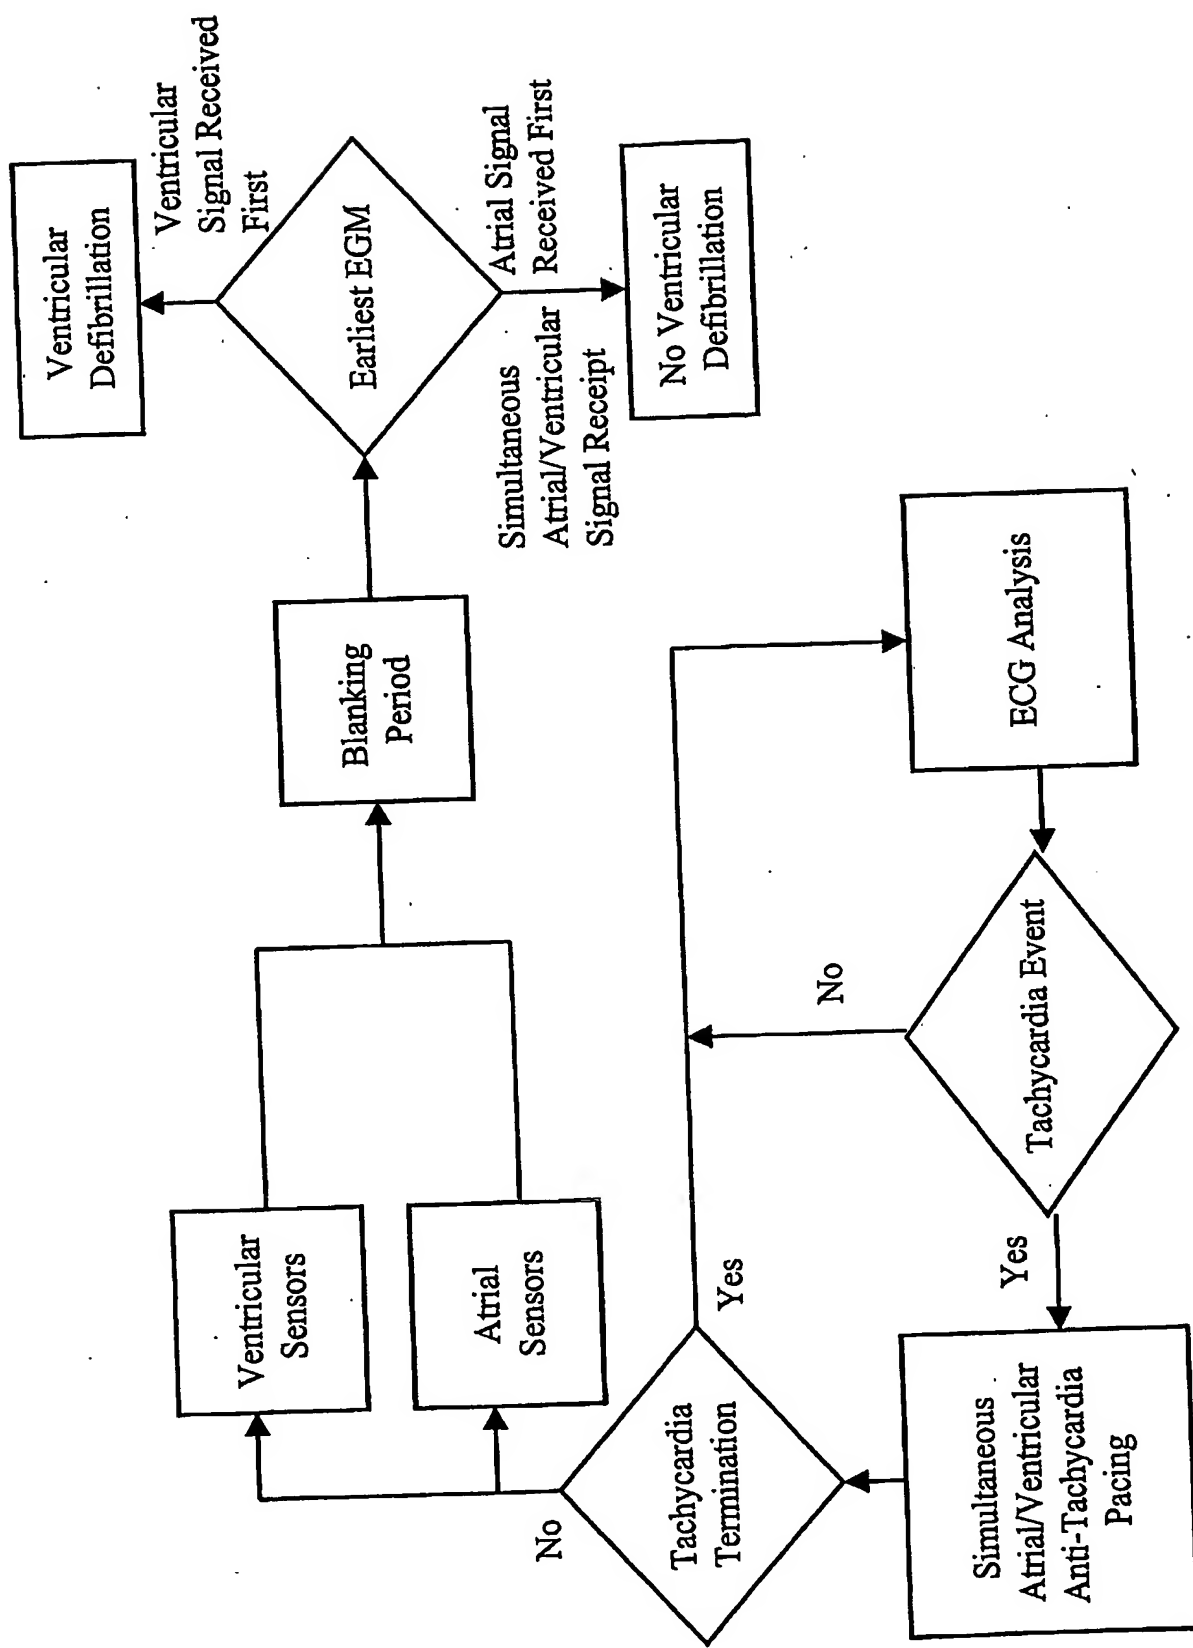 Ventricular
Defibrillation
Ventricular
Signal Received
First
Earliest EGM
Atrial Signal
Received First
Simultaneous
Atrial/Ventricular
Signal Receipt
No Ventricular
Defibrillation
Blanking
Period
Ventricular
Sensors
Atrial
Sensors
No
Tachycardia
Termination
Yes
Simultaneous
Atrial/Ventricular
Anti-Tachycardia
Pacing
Yes
Tachycardia Event
No
ECG Analysis